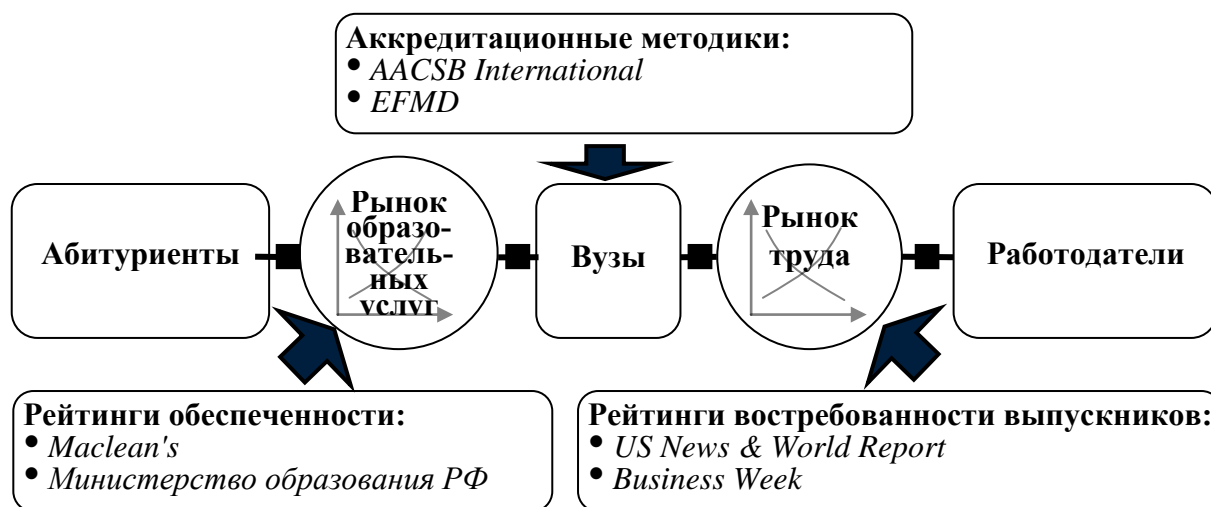 Аккредитационные методики:
• AACSB International
• EFMD
Абитуриенты
Рынок
образо-
ватель-
ных
услуг
Вузы
Рынок
труда
Работодатели
Рейтинги обеспеченности:
• Maclean's
• Министерство образования РФ
Рейтинги востребованности выпускников:
• US News & World Report
• Business Week